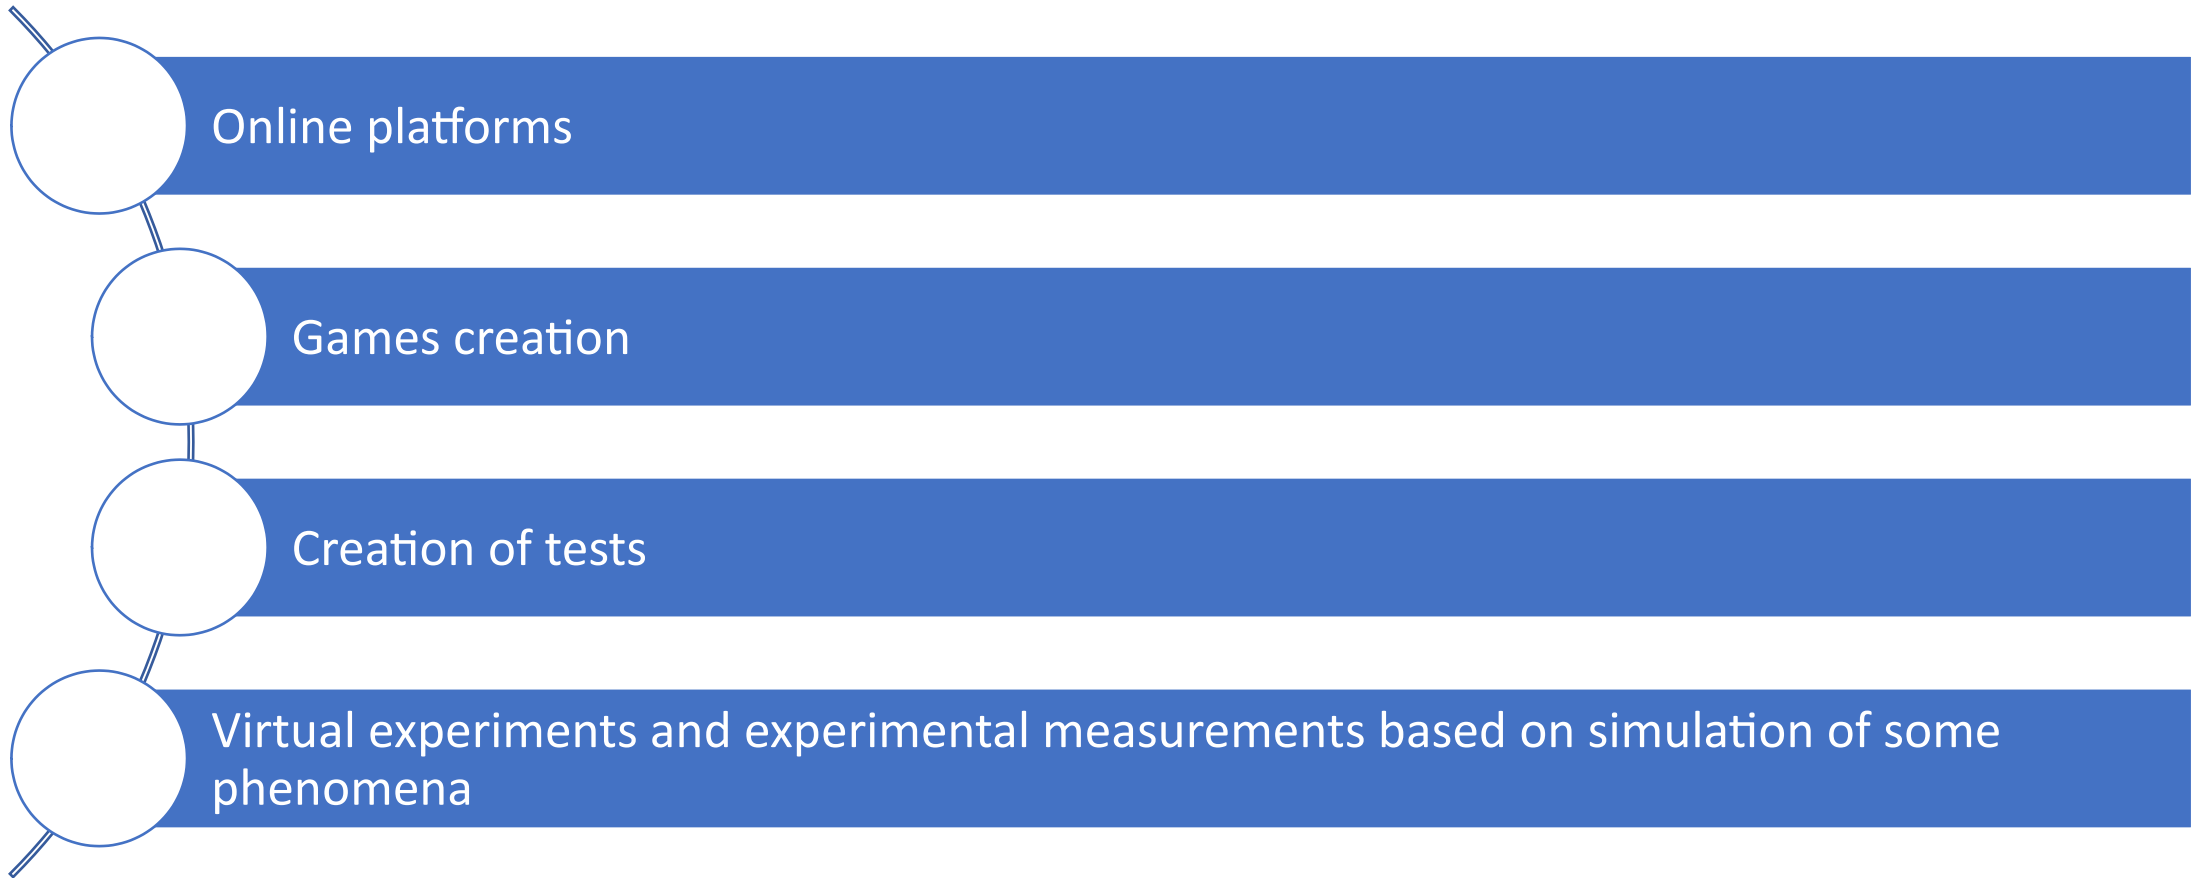 Online platforms
Games creation
Creation of tests
Virtual experiments and experimental measurements based on simulation of some
phenomena